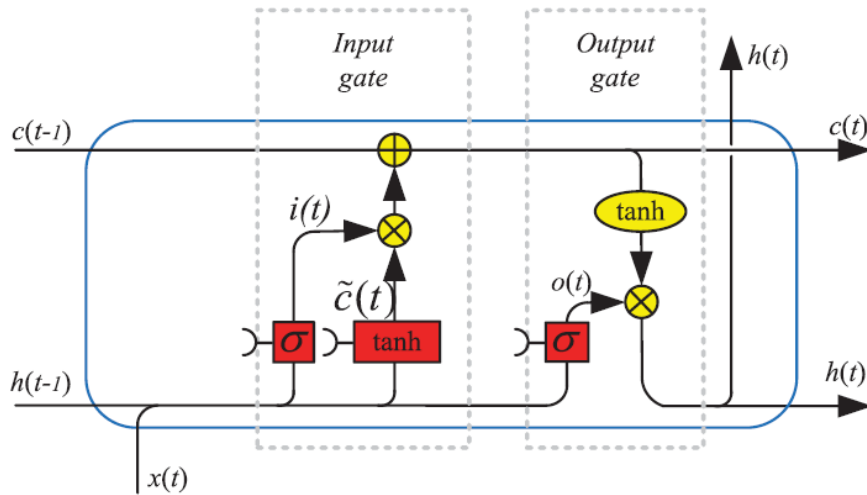 Input
gate
Output
gate
h(t)
c(t-1)
c(t)
i(t)
tanh
c̃(t)
o(t)
σ
tanh
σ
h(t-1)
h(t)
x(t)